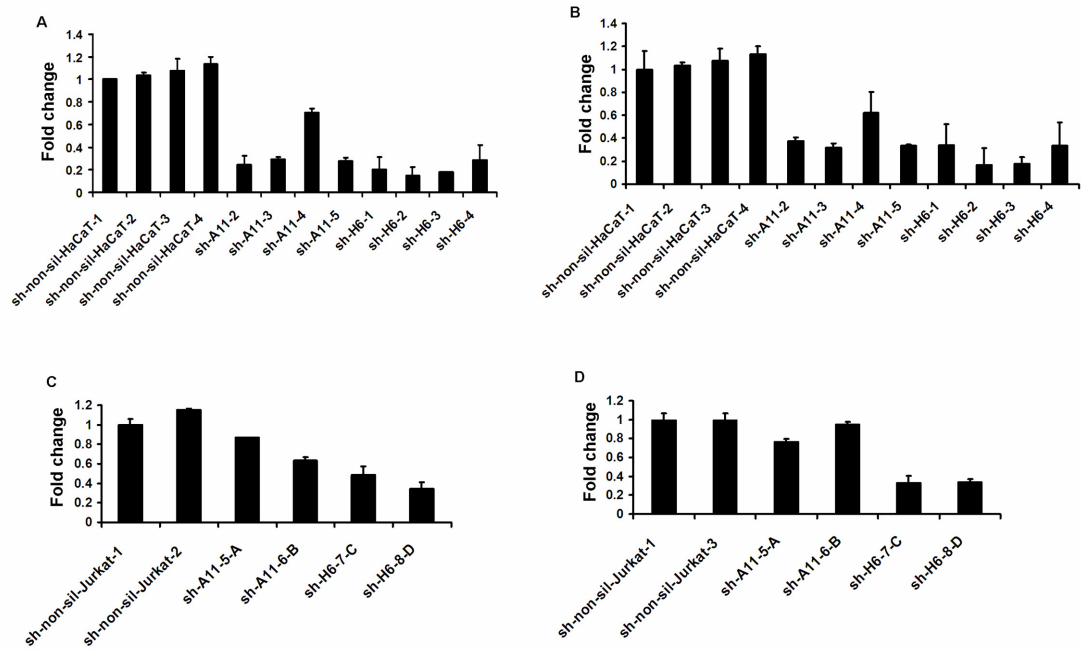 A
Fold change
1.4
1.2
1
0.8
0.6
0.4
0.2
0
sh-non-sil-HaCaT-1
sh-non-sil-HaCaT-2
sh-non-sil-HaCaT-3
sh-non-sil-HaCaT-4
sh-A11-2
sh-A11-3
sh-A11-4
sh-A11-5
sh-H6-1
sh-H6-2
sh-H6-3
sh-H6-4
B
Fold change
1.4
1.2
1
0.8
0.6
0.4
0.2
0
sh-non-sil-HaCaT-1
sh-non-sil-HaCaT-2
sh-non-sil-HaCaT-3
sh-non-sil-HaCaT-4
sh-A11-2
sh-A11-3
sh-A11-4
sh-A11-5
sh-H6-1
sh-H6-2
sh-H6-3
sh-H6-4
C
Fold change
1.2
1
0.8
0.6
0.4
0.2
0
sh-non-sil-Jurkat-1
sh-non-sil-Jurkat-2
sh-A11-5-A
sh-A11-6-B
sh-H6-7-C
sh-H6-8-D
D
Fold change
1.2
1
0.8
0.6
0.4
0.2
0
sh-non-sil-Jurkat-1
sh-non-sil-Jurkat-3
sh-A11-5-A
sh-A11-6-B
sh-H6-7-C
sh-H6-8-D